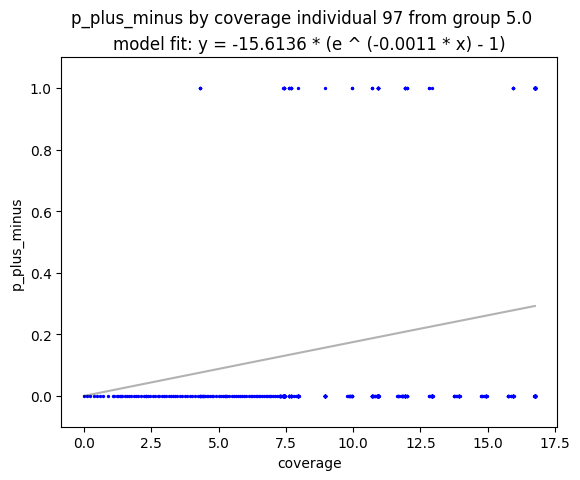 p_plus_minus by coverage individual 97 from group 5.0
model fit: y = -15.6136 * (e ^ (-0.0011 * x) - 1)
1.0
0.8
0.6
0.4
0.2
0.0
p_plus_minus
0.0 2.5 5.0 7.5 10.0 12.5 15.0 17.5
coverage